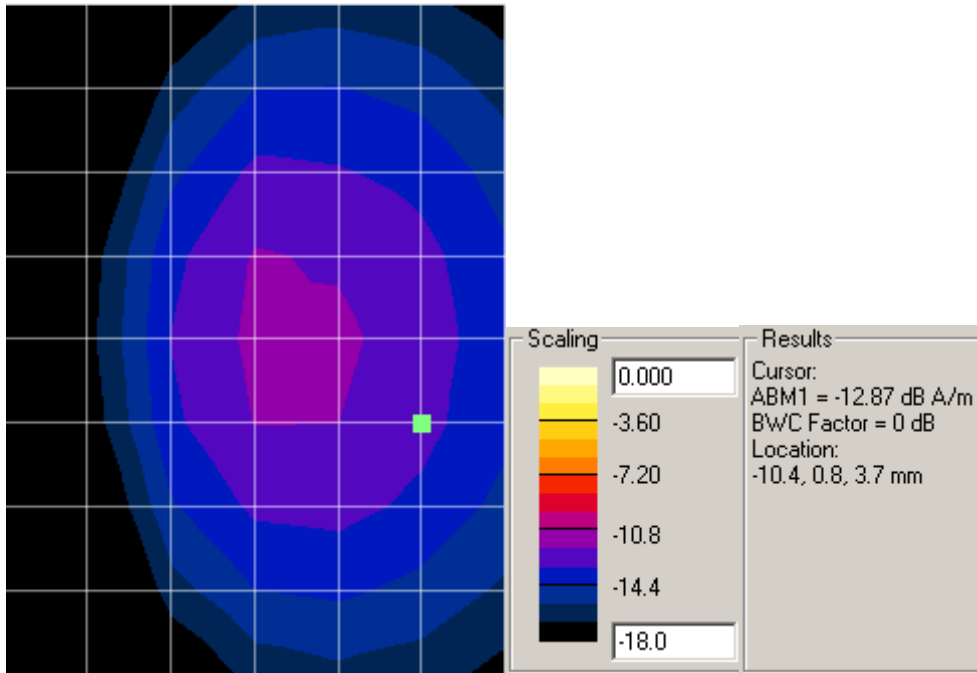 Scaling
0.000
-3.60
-7.20
-10.8
-14.4
-18.0
Results
Cursor:
ABM1 = -12.87 dB A/m
BWC Factor = 0 dB
Location:
-10.4, 0.8, 3.7 mm